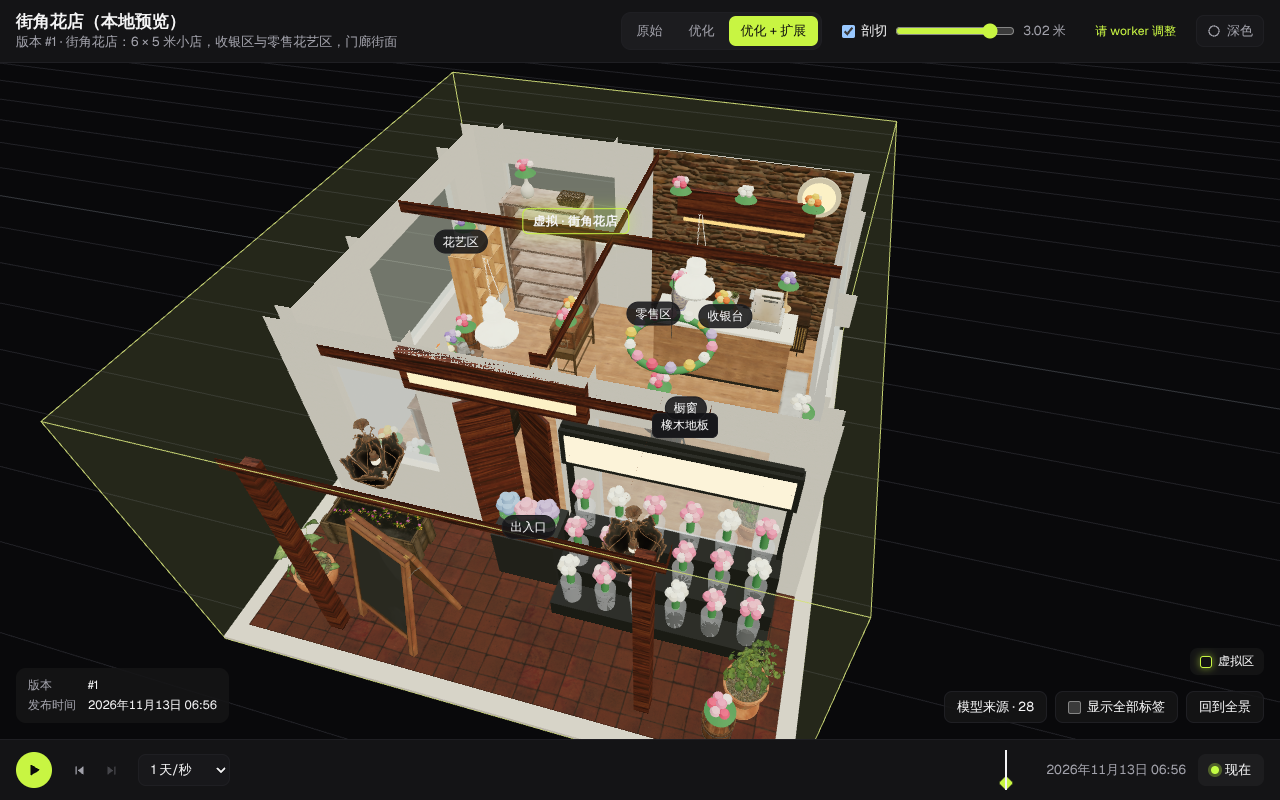 街角花店（本地预览）
版本 #1 · 街角花店：6 × 5 米小店，收银区与零售花艺区，门廊街面
原始
优化
优化 + 扩展
剖切
3.02 米
请 worker 调整
深色
虚拟 · 街角花店
花艺区
零售区
收银台
橱窗
橡木地板
出入口
虚拟区
版本 #1
发布时间 2026年11月13日 06:56
模型来源 · 28
显示全部标签
回到全景
1 天/秒
2026年11月13日 06:56
现在